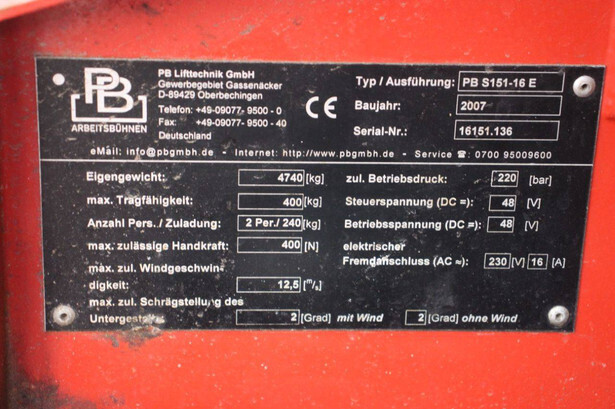 PB
ARBEITSBÜHNEN
PB Lifttechnik GmbH
Gewerbegebiet Gassenäcker
D-89429 Oberbechingen
Telefon: +49-09077- 9500 - 0
Fax: +49-09077- 9500 - 40
Deutschland
CE
Typ / Ausführung: PB S151-16 E
Baujahr: 2007
Serial-Nr.: 16151.136
eMail: info@pbgmbh.de - Internet: http://www.pbgmbh.de - Service ☎: 0700 95009600
Eigengewicht: 4740 [kg]
max. Tragfähigkeit: 400 [kg]
Anzahl Pers. / Zuladung: 2 Per./ 240 [kg]
max. zulässige Handkraft: 400 [N]
max. zul. Windgeschwin-
digkeit: 12,5 [m/s]
max. zul. Schrägstellung des
Untergestells: 2 [Grad] mit Wind 2 [Grad] ohne Wind
zul. Betriebsdruck: 220 [bar]
Steuerspannung (DC =): 48 [V]
Betriebsspannung (DC =): 48 [V]
elektrischer
Fremdanschluss (AC ≈): 230 [V] 16 [A]